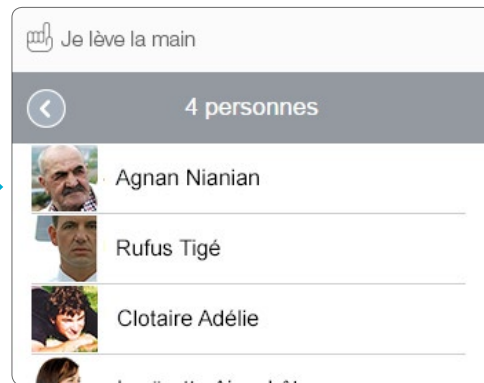 Je lève la main
4 personnes
Agnan Nianian
Rufus Tigé
Clotaire Adélie